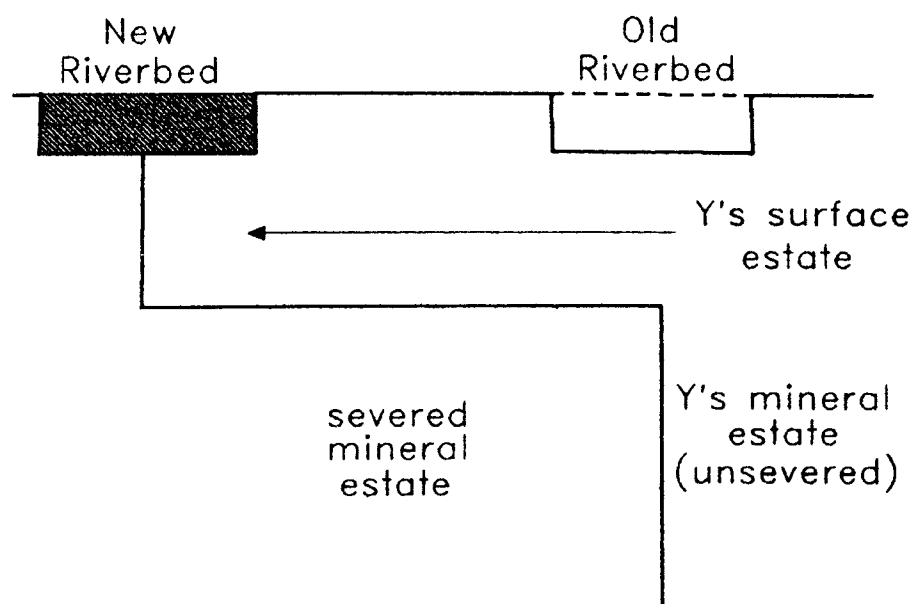 New
Riverbed
Old
Riverbed
Y's surface
estate
severed
mineral
estate
Y's mineral
estate
(unsevered)